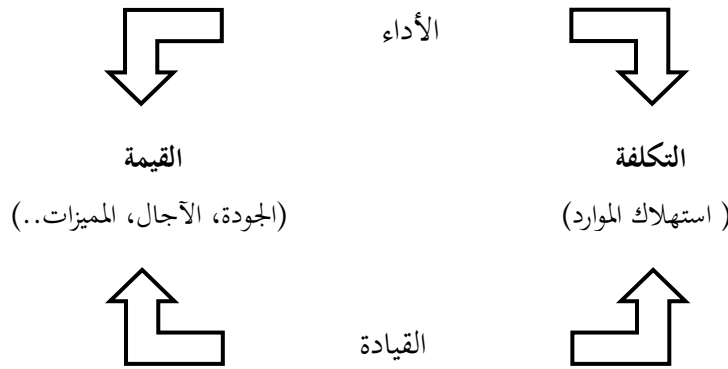 الأداء
التكلفة
القيمة
( استهلاك الموارد)
(الجودة، الآجال، المميزات..)
القيادة